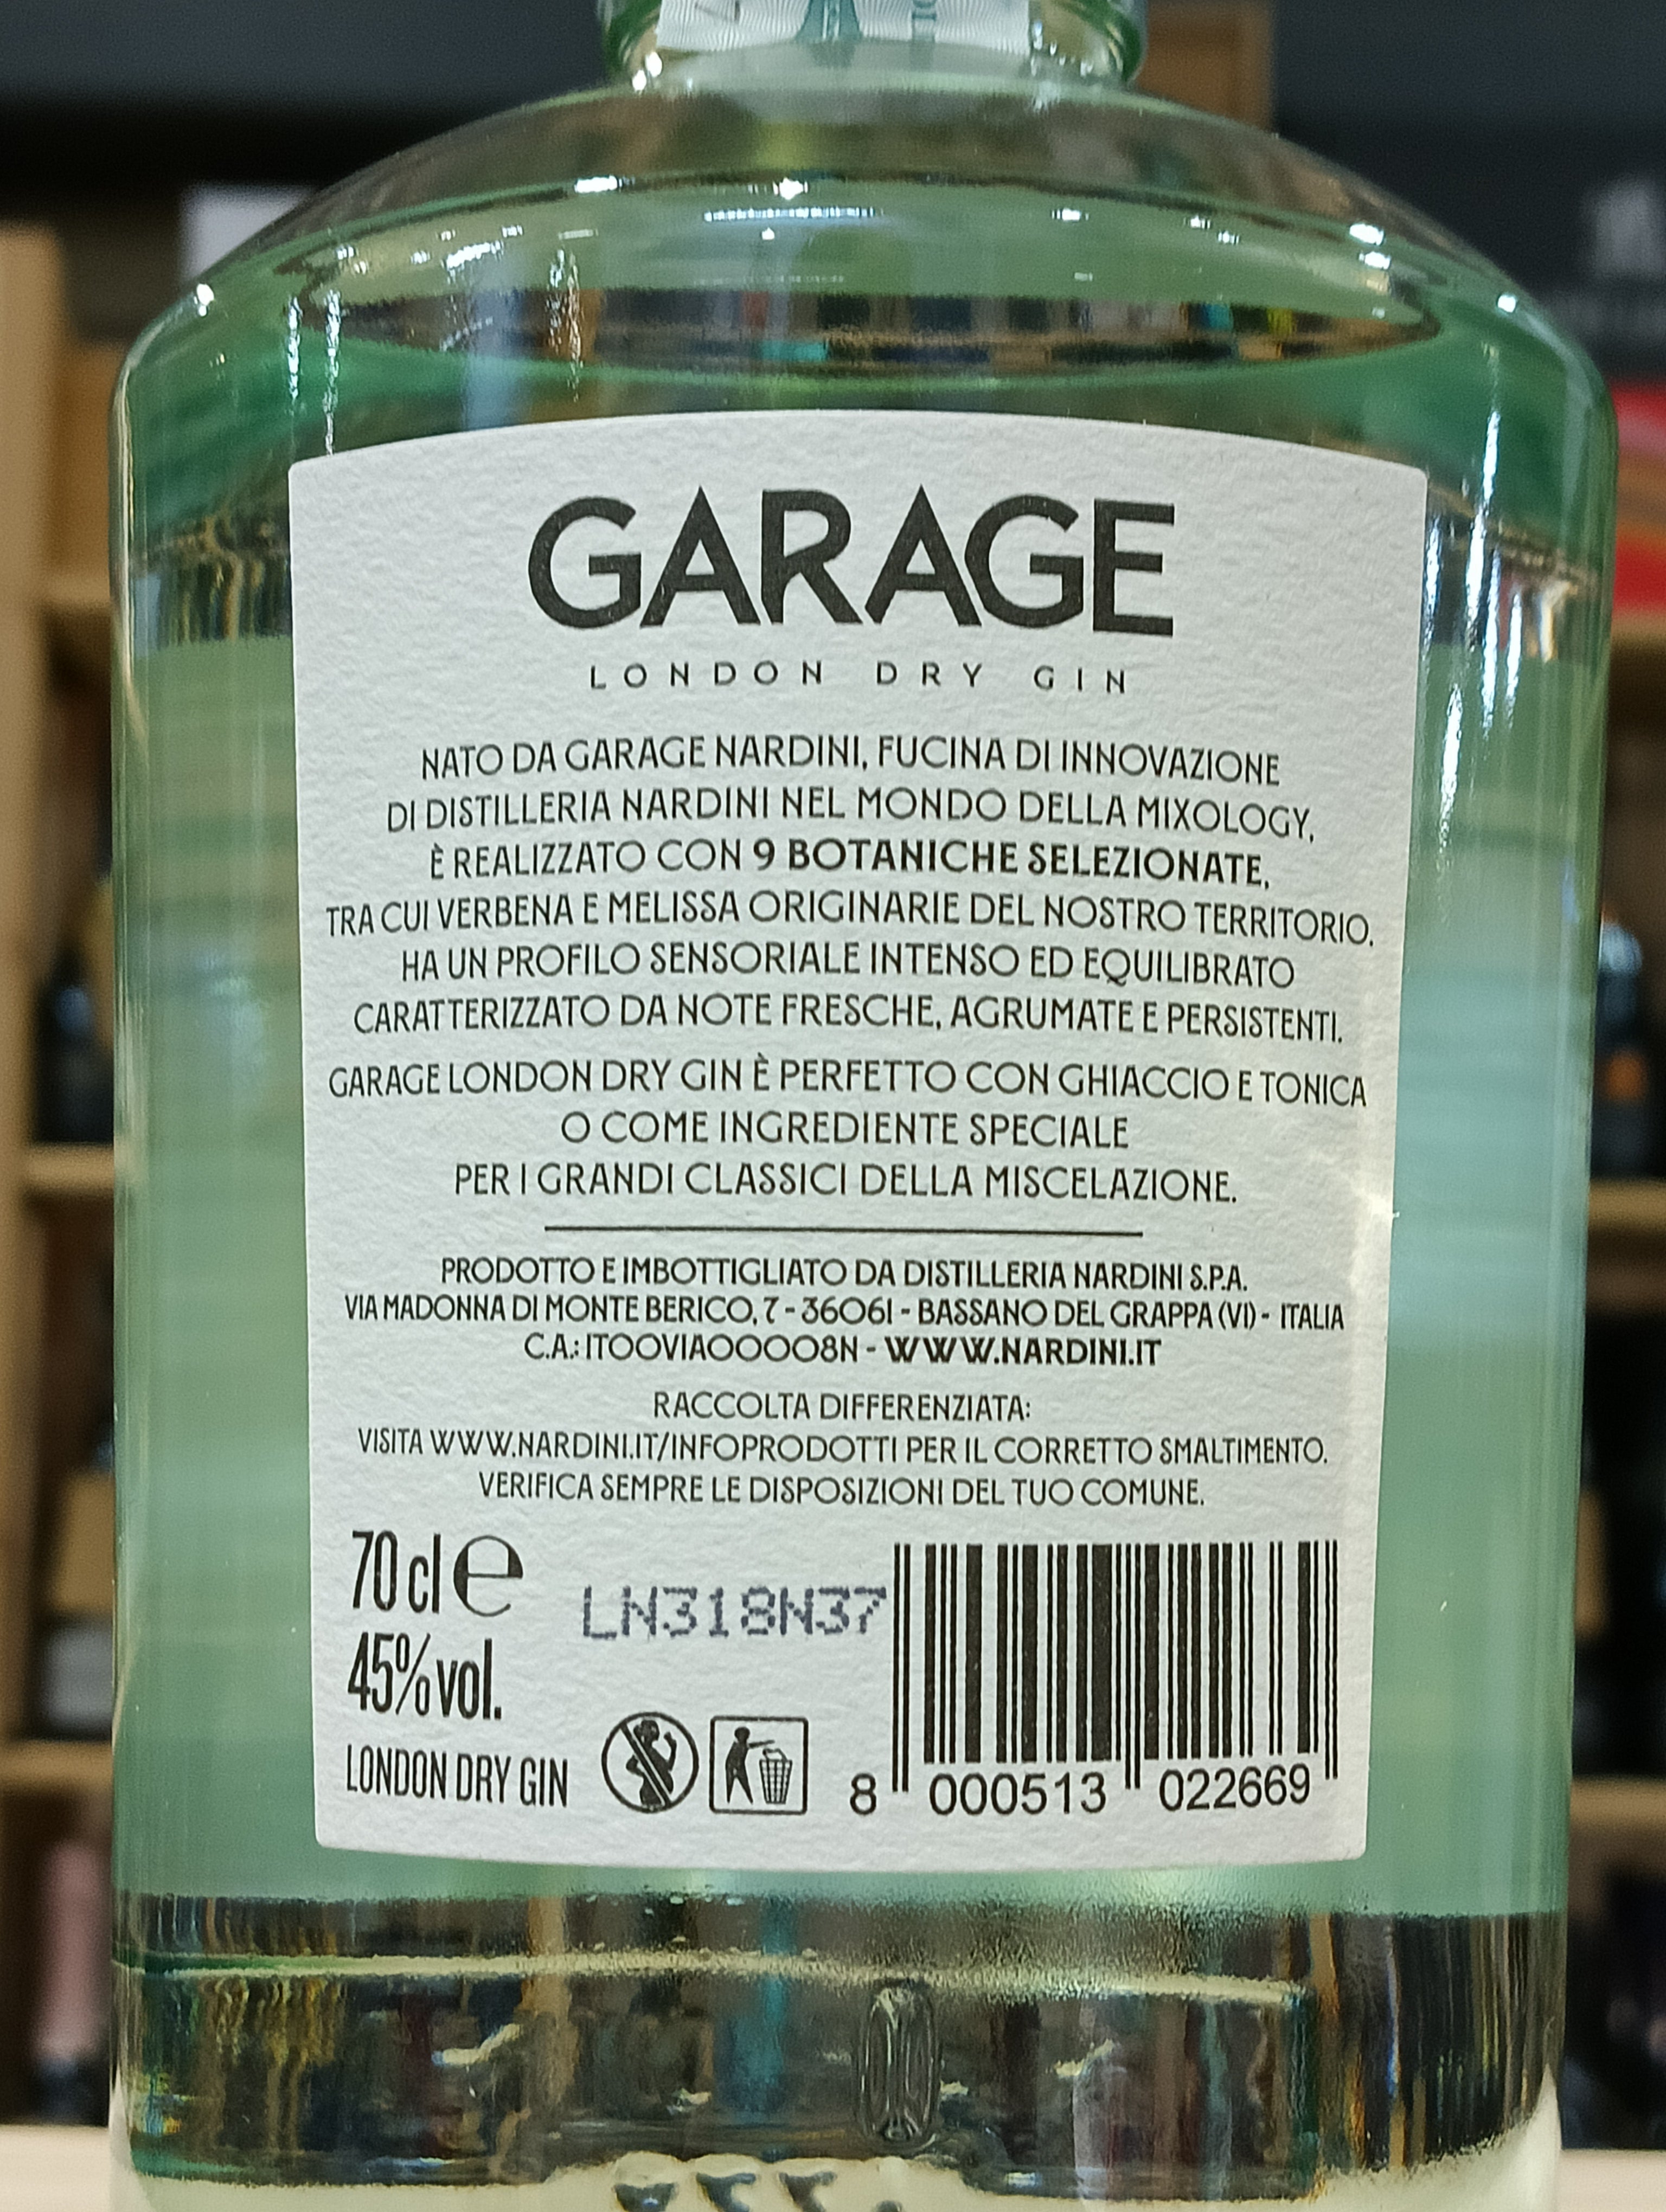 GARAGE
LONDON DRY GIN
NATO DA GARAGE NARDINI, FUCINA DI INNOVAZIONE
DI DISTILLERIA NARDINI NEL MONDO DELLA MIXOLOGY,
È REALIZZATO CON 9 BOTANICHE SELEZIONATE,
TRA CUI VERBENA E MELISSA ORIGINARIE DEL NOSTRO TERRITORIO.
HA UN PROFILO SENSORIALE INTENSO ED EQUILIBRATO
CARATTERIZZATO DA NOTE FRESCHE, AGRUMATE E PERSISTENTI.
GARAGE LONDON DRY GIN È PERFETTO CON GHIACCIO E TONICA
O COME INGREDIENTE SPECIALE
PER I GRANDI CLASSICI DELLA MISCELAZIONE.
PRODOTTO E IMBOTTIGLIATO DA DISTILLERIA NARDINI S.P.A.
VIA MADONNA DI MONTE BERICO, 7 - 36061 - BASSANO DEL GRAPPA (VI) - ITALIA
C.A.: IT00VIA00008N - WWW.NARDINI.IT
RACCOLTA DIFFERENZIATA:
VISITA WWW.NARDINI.IT/INFOPRODOTTI PER IL CORRETTO SMALTIMENTO.
VERIFICA SEMPRE LE DISPOSIZIONI DEL TUO COMUNE.
70 cl e
LN318N37
45% vol.
LONDON DRY GIN
8 000513 022669